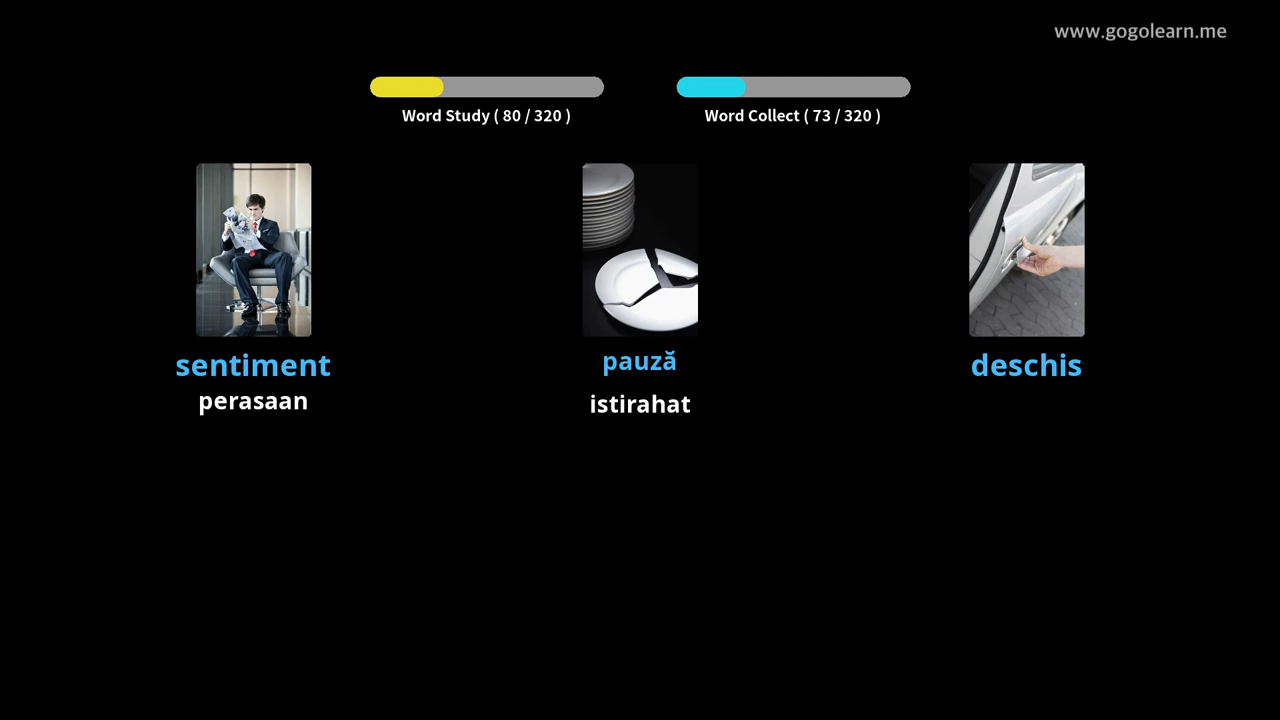 www.gogolearn.me
Word Study ( 80 / 320 )
Word Collect ( 73 / 320 )
sentiment
perasaan
pauză
istirahat
deschis